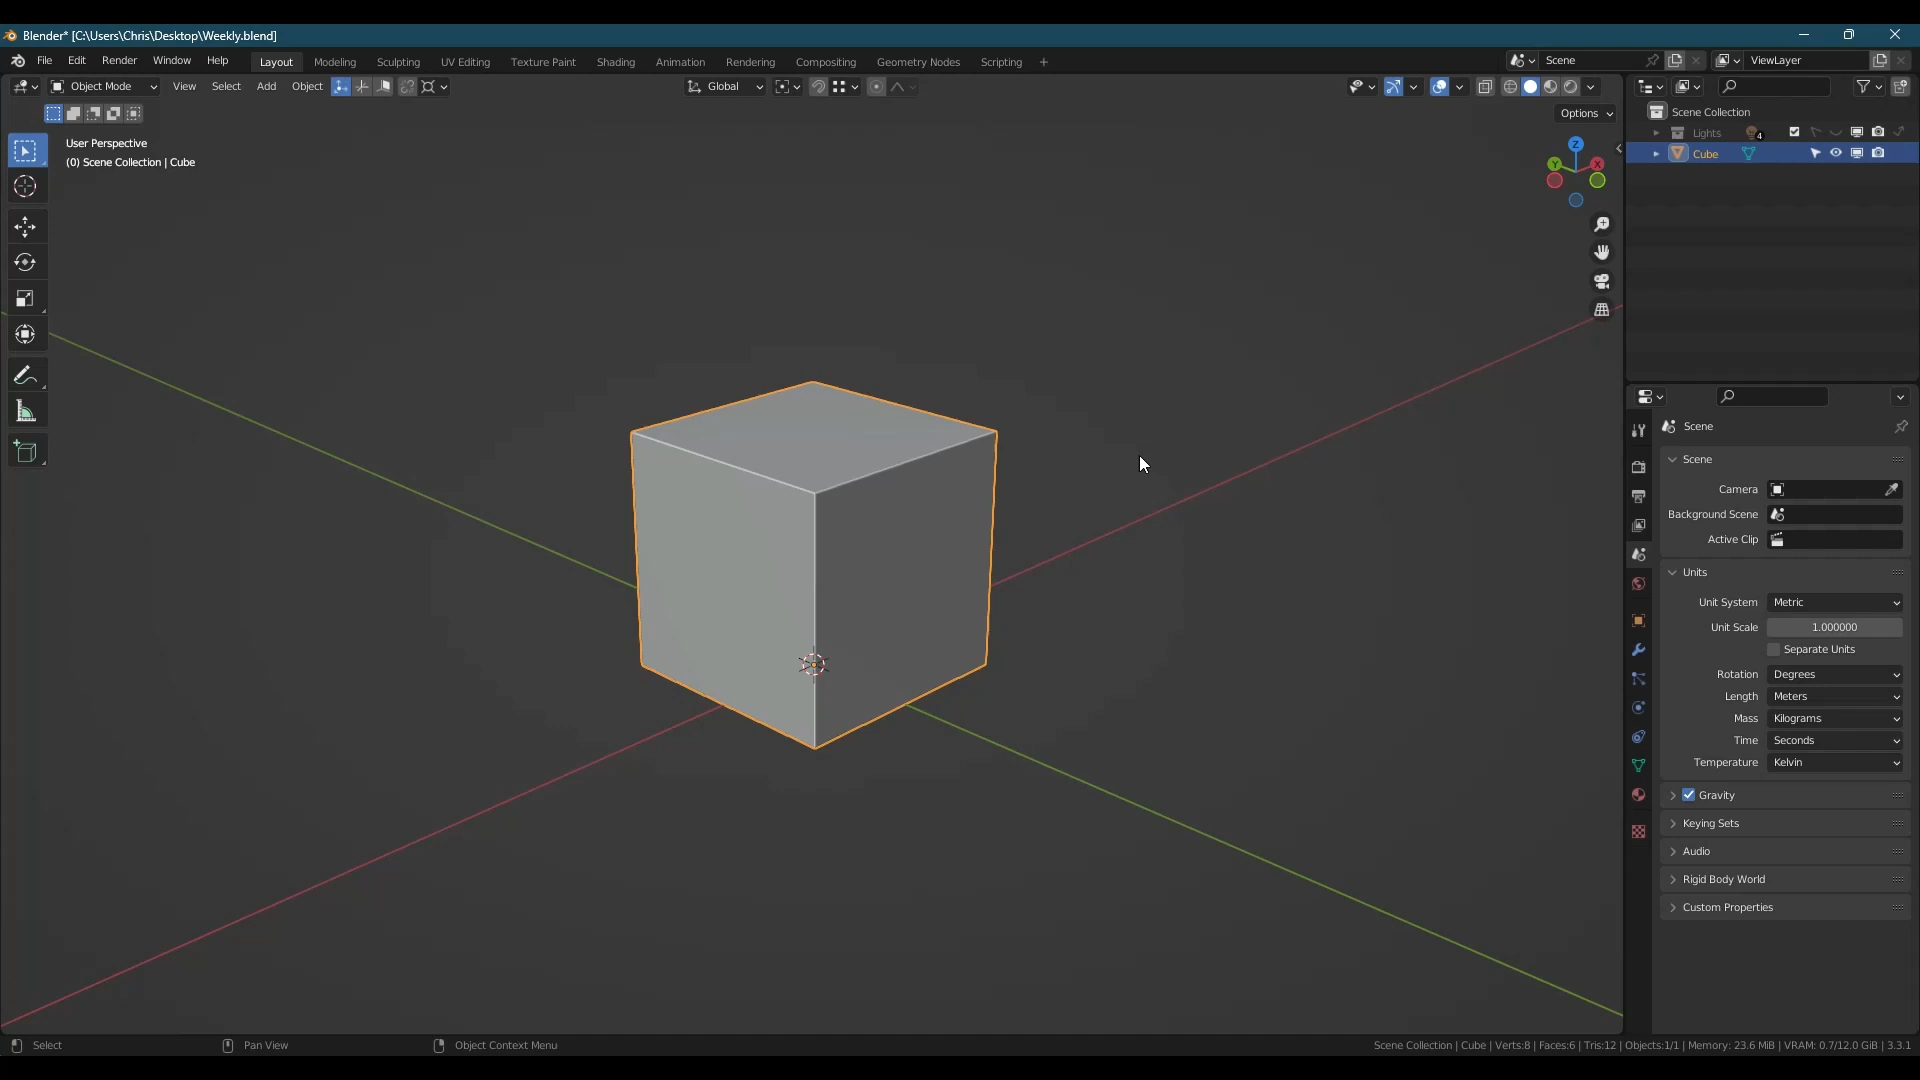 Blender* [C:\Users\Chris\Desktop\Weekly.blend]
File Edit Render Window Help Layout Modeling Sculpting UV Editing Texture Paint Shading Animation Rendering Compositing Geometry Nodes Scripting + Scene ViewLayer
Object Mode View Select Add Object Global
Options
User Perspective
(0) Scene Collection | Cube
Z
Y
X
Scene Collection
Lights 4
Cube
Scene
Scene
Camera
Background Scene
Active Clip
Units
Unit System Metric
Unit Scale 1.000000
Separate Units
Rotation Degrees
Length Meters
Mass Kilograms
Time Seconds
Temperature Kelvin
Gravity
Keying Sets
Audio
Rigid Body World
Custom Properties
Select Pan View Object Context Menu Scene Collection | Cube | Verts:8 | Faces:6 | Tris:12 | Objects:1/1 | Memory: 23.6 MiB | VRAM: 0.7/12.0 GiB | 3.3.1